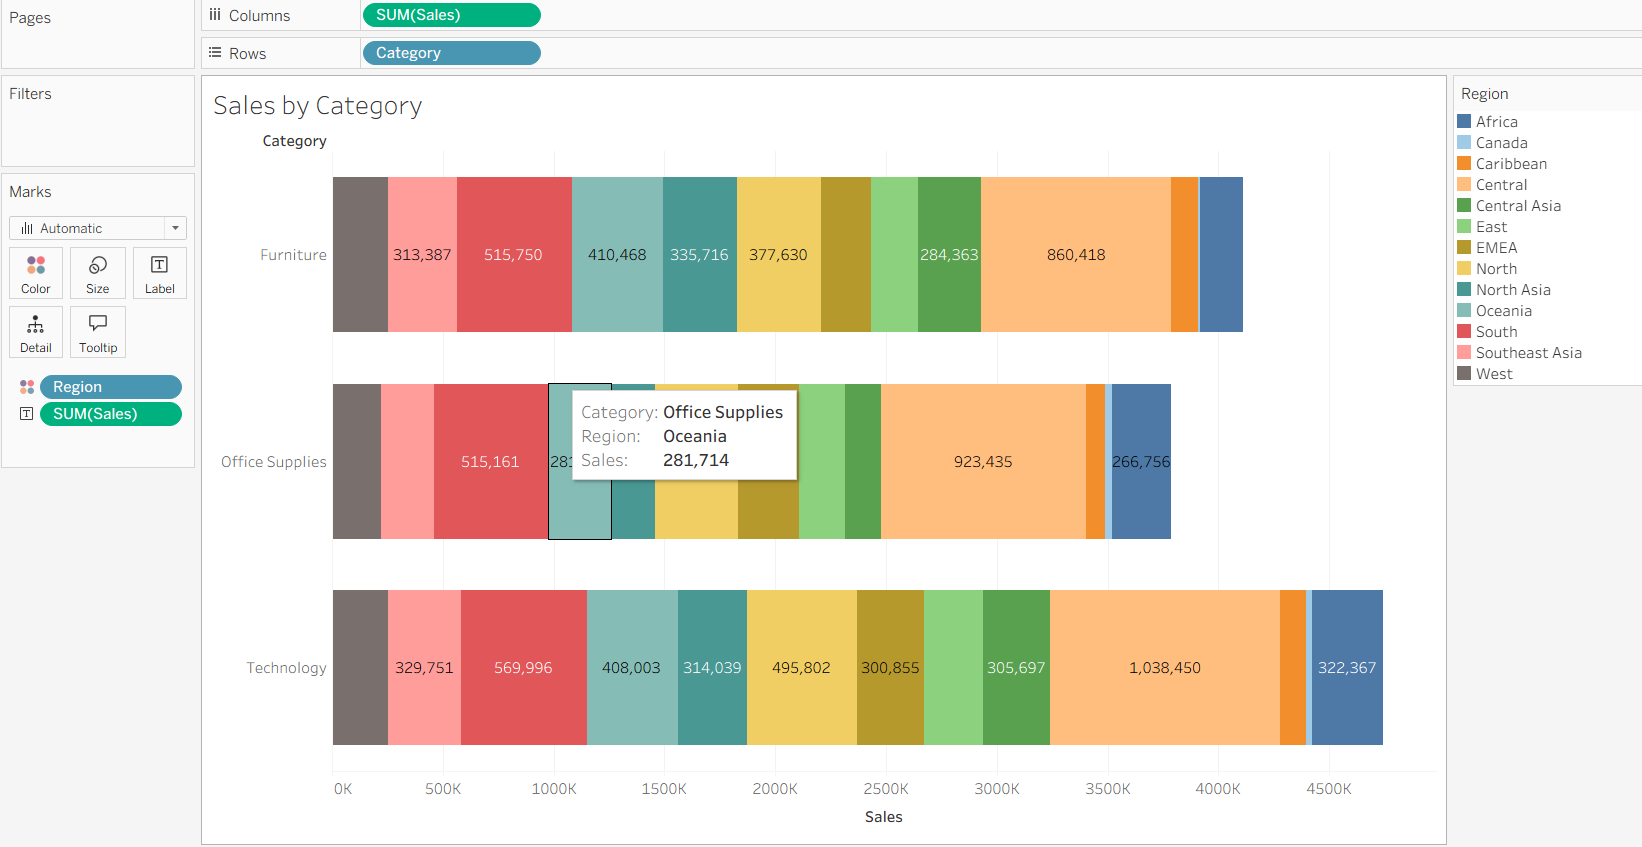 Pages
Columns
SUM(Sales)
Rows
Category
Filters
Marks
Automatic
Color
Size
Label
Detail
Tooltip
Region
SUM(Sales)
Sales by Category
Category
Furniture
313,387
515,750
410,468
335,716
377,630
284,363
860,418
Office Supplies
515,161
281
Category: Office Supplies
Region: Oceania
Sales: 281,714
923,435
266,756
Technology
329,751
569,996
408,003
314,039
495,802
300,855
305,697
1,038,450
322,367
0K 500K 1000K 1500K 2000K 2500K 3000K 3500K 4000K 4500K
Sales
Region
Africa
Canada
Caribbean
Central
Central Asia
East
EMEA
North
North Asia
Oceania
South
Southeast Asia
West